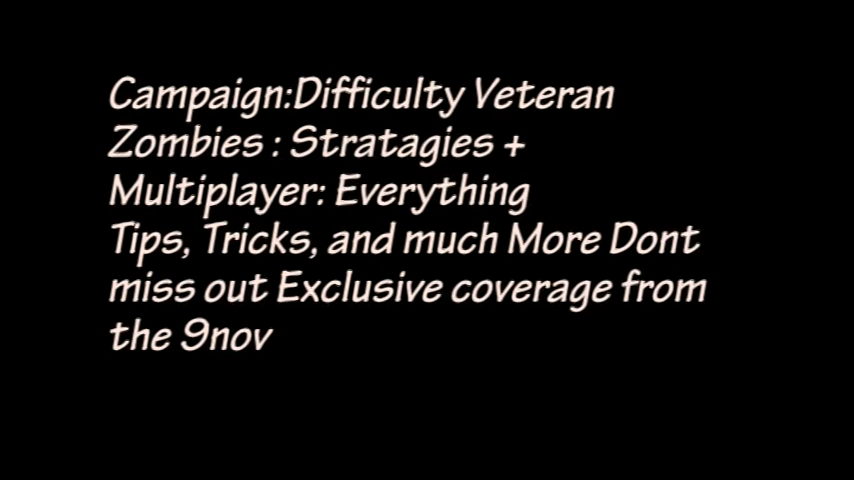 Campaign:Difficulty Veteran
Zombies : Stratagies +
Multiplayer: Everything
Tips, Tricks, and much More Dont
miss out Exclusive coverage from
the 9nov